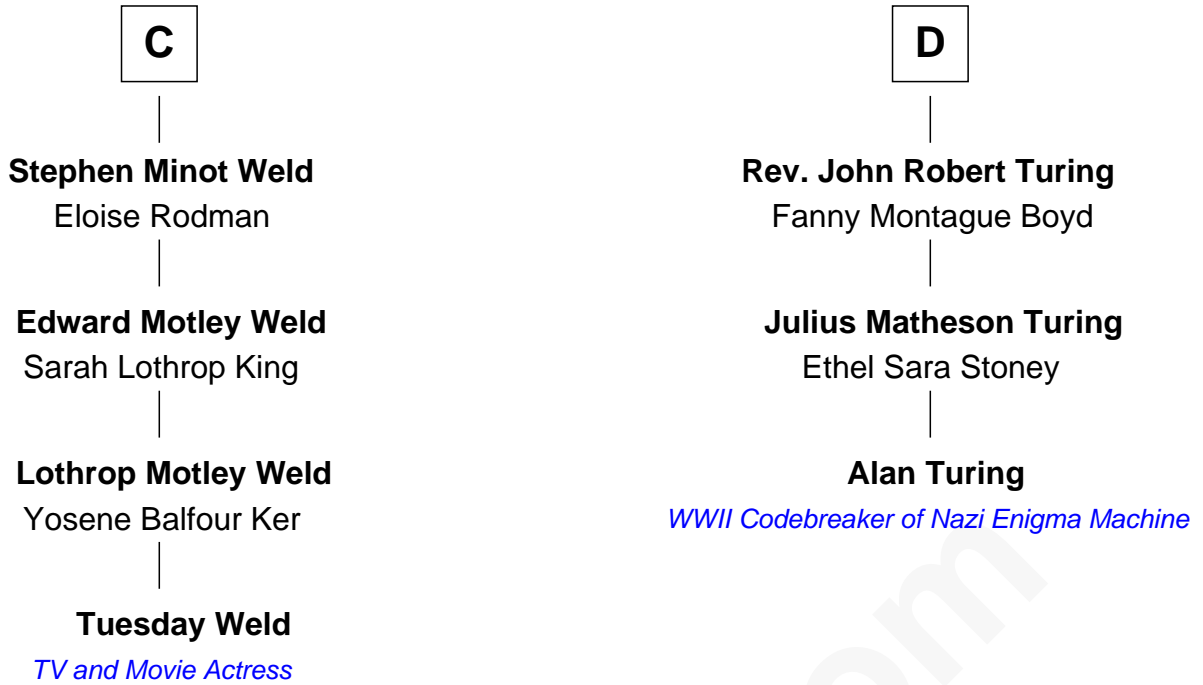 C
Stephen Minot Weld
Eloise Rodman
Edward Motley Weld
Sarah Lothrop King
Lothrop Motley Weld
Yosene Balfour Ker
Tuesday Weld
TV and Movie Actress
D
Rev. John Robert Turing
Fanny Montague Boyd
Julius Matheson Turing
Ethel Sara Stoney
Alan Turing
WWII Codebreaker of Nazi Enigma Machine